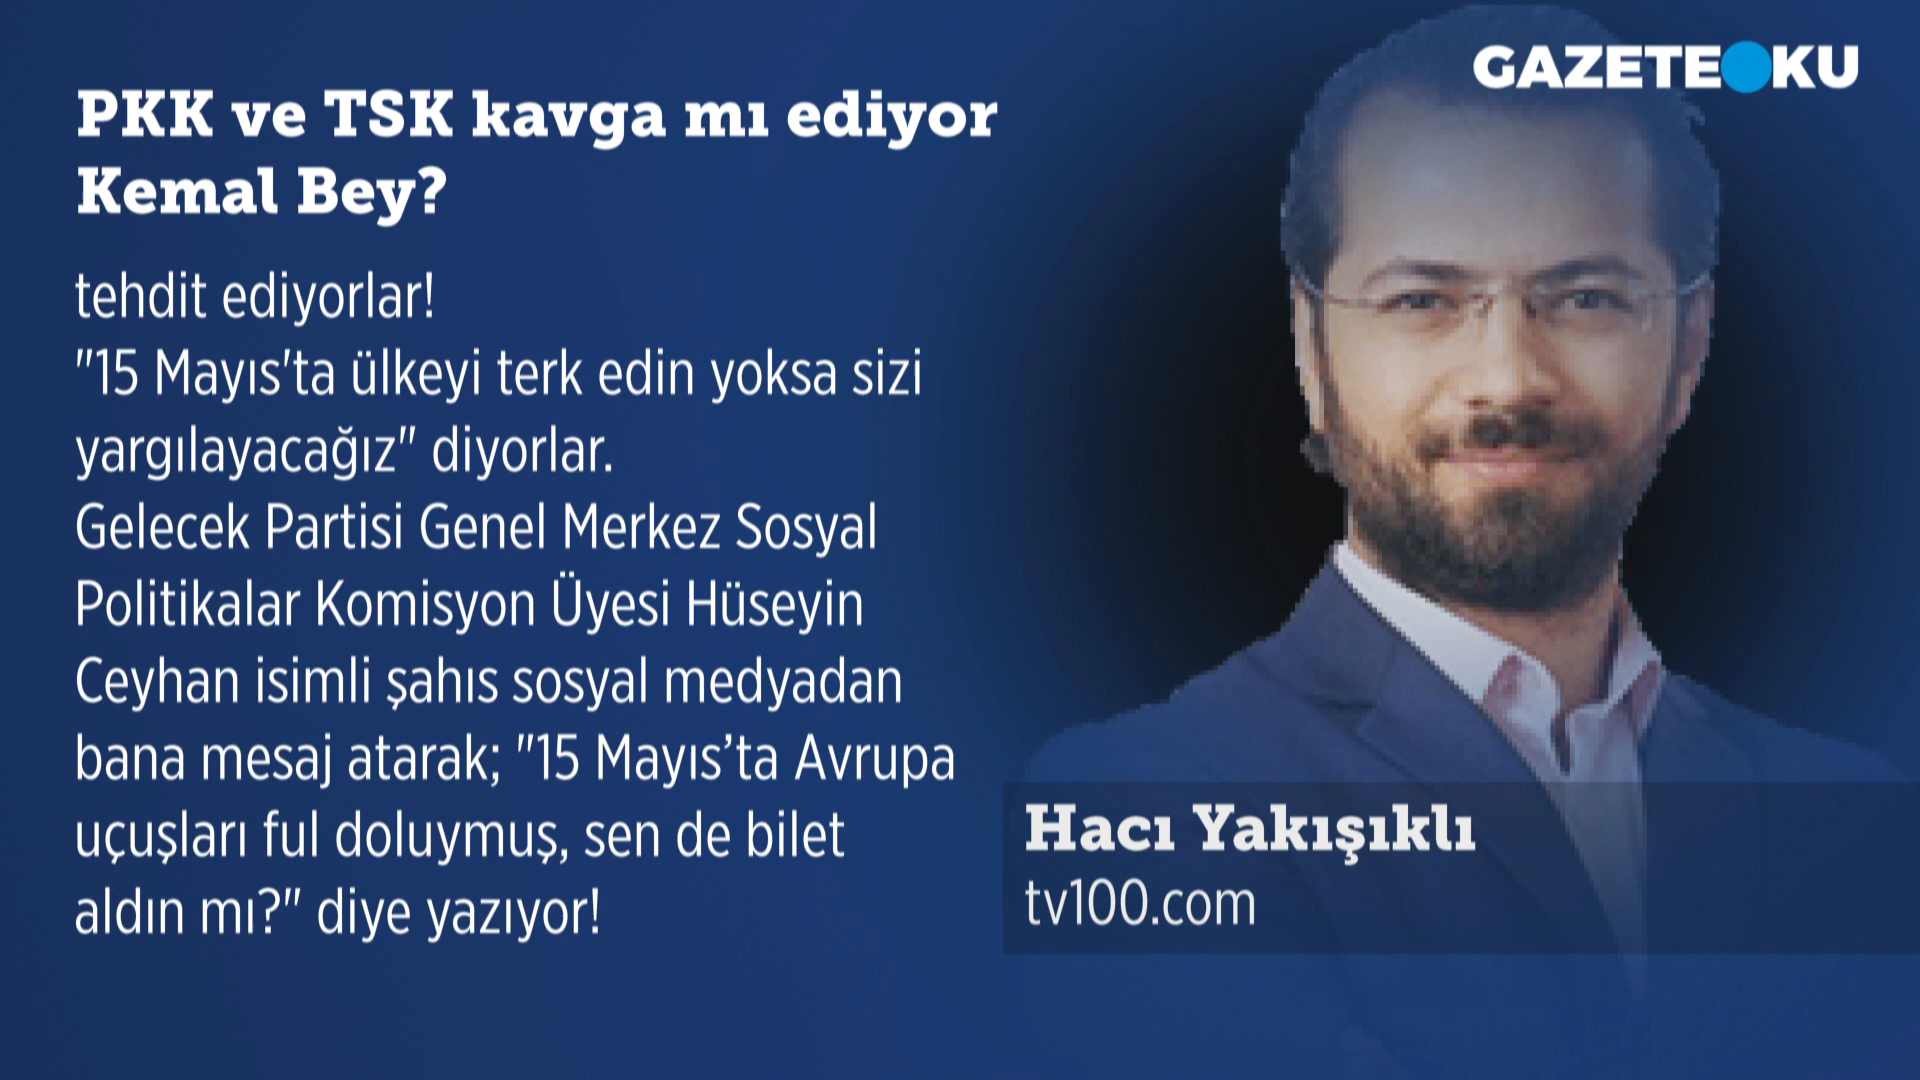 GAZETEOKU
PKK ve TSK kavga mı ediyor
Kemal Bey?
tehdit ediyorlar!
"15 Mayıs'ta ülkeyi terk edin yoksa sizi
yargılayacağız" diyorlar.
Gelecek Partisi Genel Merkez Sosyal
Politikalar Komisyon Üyesi Hüseyin
Ceyhan isimli şahıs sosyal medyadan
bana mesaj atarak; "15 Mayıs’ta Avrupa
uçuşları ful doluymuş, sen de bilet
aldın mı?" diye yazıyor!
Hacı Yakışıklı
tv100.com